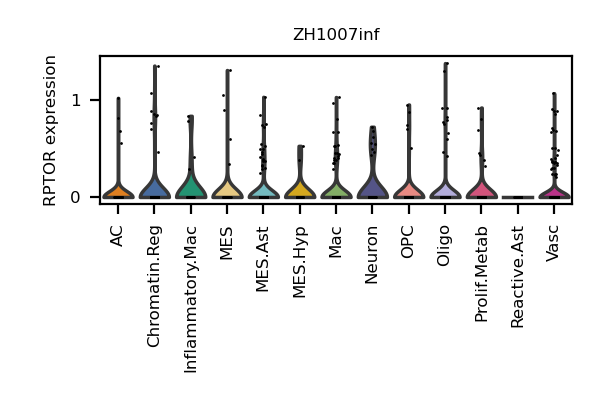 ZH1007inf
RPTOR expression
1
0
AC
Chromatin.Reg
Inflammatory.Mac
MES
MES.Ast
MES.Hyp
Mac
Neuron
OPC
Oligo
Prolif.Metab
Reactive.Ast
Vasc